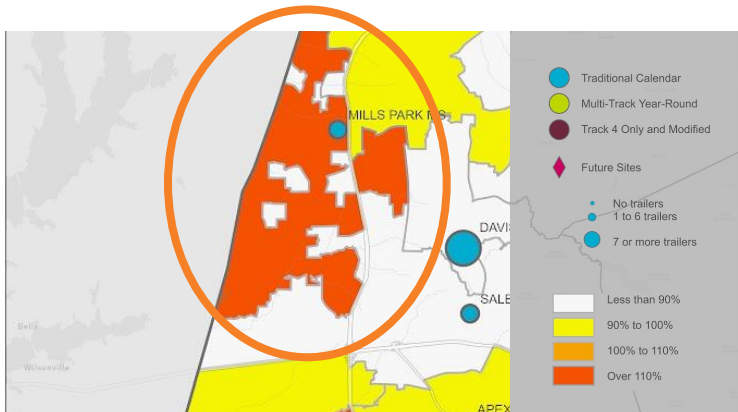 MILLS PARK MS
DAVIS
SALE
APEX
Bells
Wilsonville
Traditional Calendar
Multi-Track Year-Round
Track 4 Only and Modified
Future Sites
No trailers
1 to 6 trailers
7 or more trailers
Less than 90%
90% to 100%
100% to 110%
Over 110%